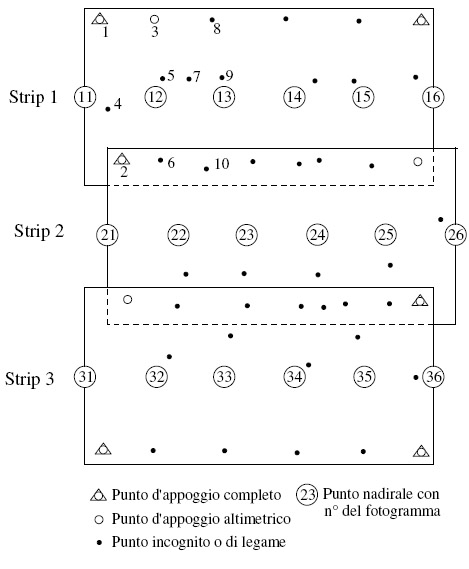 1 3 8
5 7 9
Strip 1 11 12 13 14 15 16
4
2 6 10
Strip 2 21 22 23 24 25 26
Strip 3 31 32 33 34 35 36
Punto d'appoggio completo
23 Punto nadirale con
n° del fotogramma
Punto d'appoggio altimetrico
Punto incognito o di legame